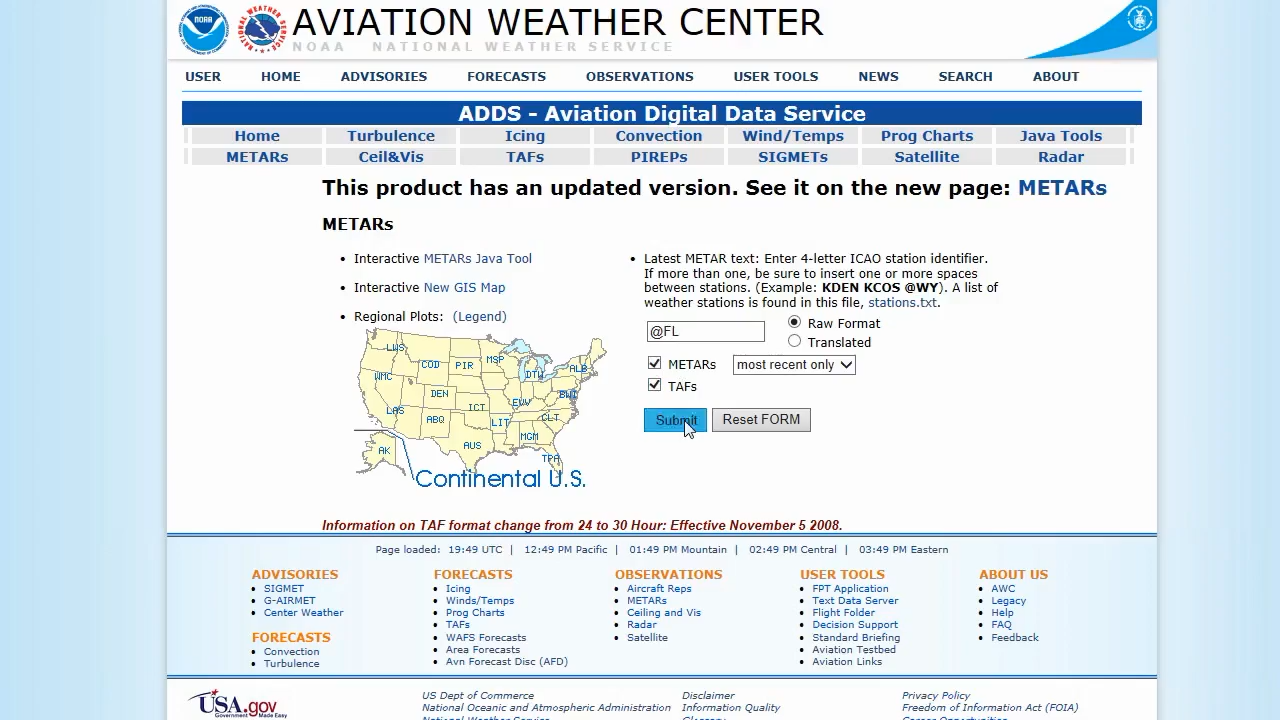 NOAA
AVIATION WEATHER CENTER
NOAA NATIONAL WEATHER SERVICE
USER HOME ADVISORIES FORECASTS OBSERVATIONS USER TOOLS NEWS SEARCH ABOUT
ADDS - Aviation Digital Data Service
Home Turbulence Icing Convection Wind/Temps Prog Charts Java Tools
METARs Ceil&Vis TAFs PIREPs SIGMETs Satellite Radar
This product has an updated version. See it on the new page: METARs
METARs
• Interactive METARs Java Tool
• Interactive New GIS Map
• Regional Plots: (Legend)
LWS COD PIR MSP DTW ALB
WMC DEN EVV BWI
LAS ABQ ICT LIT CLT
AK AUS MGM TPA
Continental U.S.
• Latest METAR text: Enter 4-letter ICAO station identifier.
If more than one, be sure to insert one or more spaces
between stations. (Example: KDEN KCOS @WY). A list of
weather stations is found in this file, stations.txt.
@FL Raw Format
Translated
METARs most recent only
TAFs
Submit Reset FORM
Information on TAF format change from 24 to 30 Hour: Effective November 5 2008.
Page loaded: 19:49 UTC | 12:49 PM Pacific | 01:49 PM Mountain | 02:49 PM Central | 03:49 PM Eastern
ADVISORIES
• SIGMET
• G-AIRMET
• Center Weather
FORECASTS
• Convection
• Turbulence
FORECASTS
• Icing
• Winds/Temps
• Prog Charts
• TAFs
• WAFS Forecasts
• Area Forecasts
• Avn Forecast Disc (AFD)
OBSERVATIONS
• Aircraft Reps
• METARs
• Ceiling and Vis
• Radar
• Satellite
USER TOOLS
• FPT Application
• Text Data Server
• Flight Folder
• Decision Support
• Standard Briefing
• Aviation Testbed
• Aviation Links
ABOUT US
• AWC
• Legacy
• Help
• FAQ
• Feedback
USA.gov
Government Made Easy
US Dept of Commerce
National Oceanic and Atmospheric Administration
National Weather Service
Disclaimer
Information Quality
Glossary
Privacy Policy
Freedom of Information Act (FOIA)
Career Opportunities